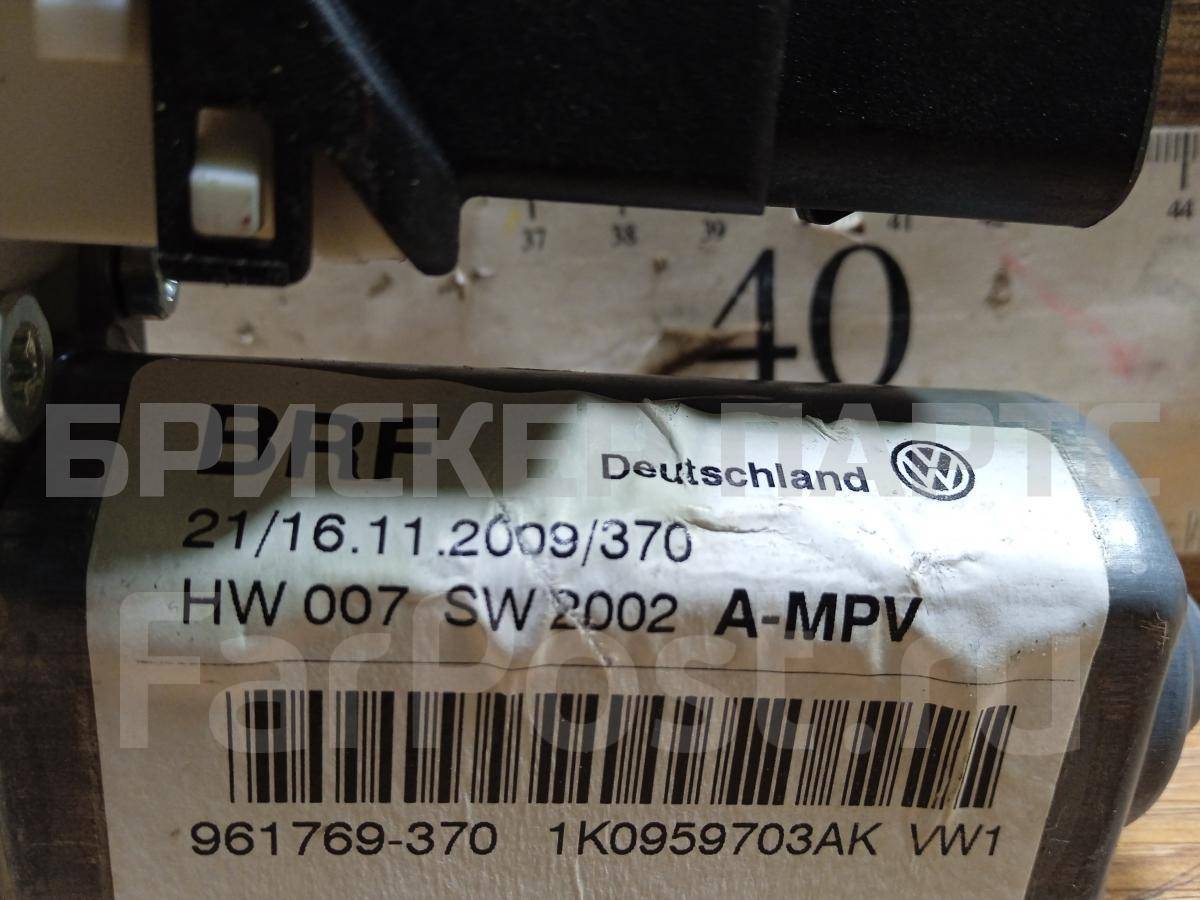 37 38 39 41 44
40
БРИСКЕР ПАРТС
BRF
Deutschland
21/16.11.2009/370
HW 007 SW 2002 A-MPV
FarPost.ru
961769-370 1K0959703AK VW1